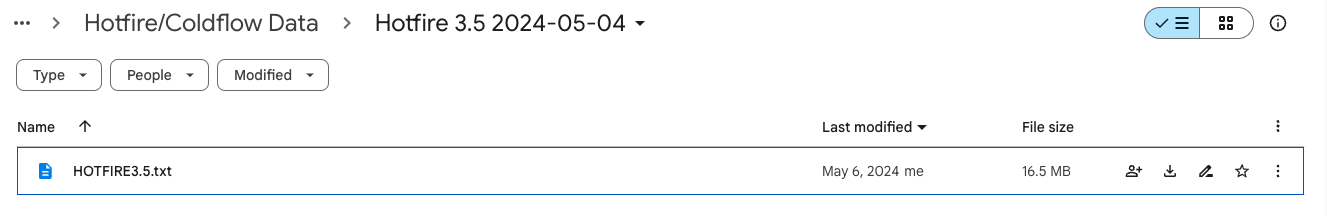 ... > Hotfire/Coldflow Data > Hotfire 3.5 2024-05-04
Type People Modified
Name Last modified File size
HOTFIRE3.5.txt May 6, 2024 me 16.5 MB